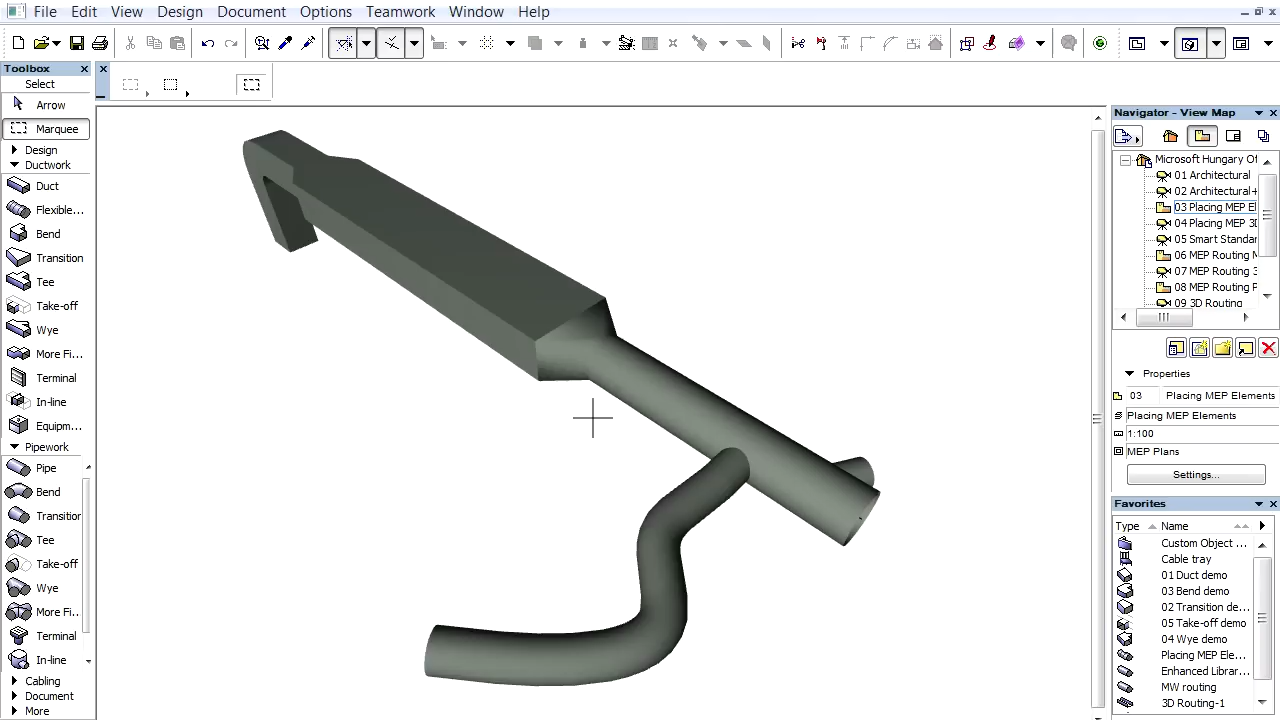 File Edit View Design Document Options Teamwork Window Help
Toolbox
Select
Arrow
Marquee
Design
Ductwork
Duct
Flexible...
Bend
Transition
Tee
Take-off
Wye
More Fi...
Terminal
In-line
Equipm...
Pipework
Pipe
Bend
Transition
Tee
Take-off
Wye
More Fi...
Terminal
In-line
Cabling
Document
More
Navigator - View Map
Microsoft Hungary Of
01 Architectural
02 Architectural+
03 Placing MEP El
04 Placing MEP 3D
05 Smart Standar
06 MEP Routing M
07 MEP Routing 3
08 MEP Routing P
09 3D Routing
Properties
03 Placing MEP Elements
Placing MEP Elements
1:100
MEP Plans
Settings...
Favorites
Type Name
Custom Object ...
Cable tray
01 Duct demo
03 Bend demo
02 Transition de...
05 Take-off demo
04 Wye demo
Placing MEP Ele...
Enhanced Librar...
MW routing
3D Routing-1